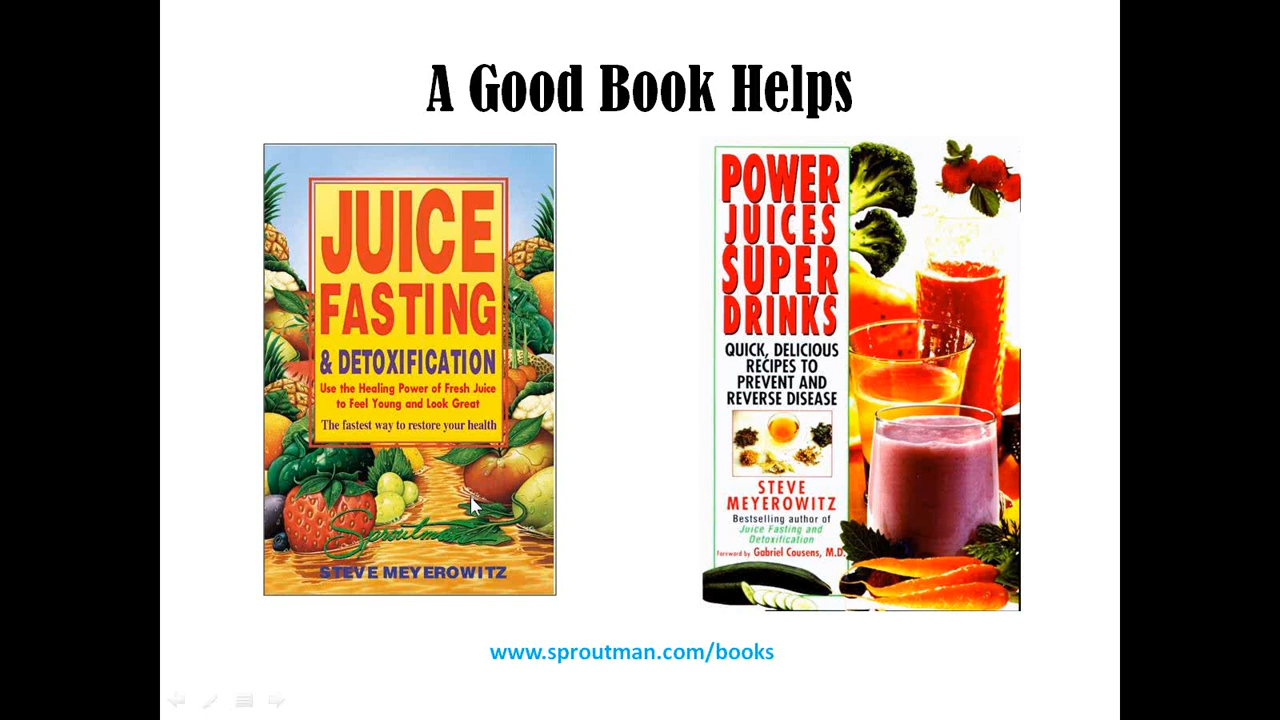 A Good Book Helps
JUICE
FASTING
& DETOXIFICATION
Use the Healing Power of Fresh Juice
to Feel Young and Look Great
The fastest way to restore your health
Sproutman
STEVE MEYEROWITZ
POWER
JUICES
SUPER
DRINKS
QUICK, DELICIOUS
RECIPES TO
PREVENT AND
REVERSE DISEASE
STEVE
MEYEROWITZ
Bestselling author of
Juice Fasting and
Detoxification
Foreword by Gabriel Cousens, M.D.
www.sproutman.com/books